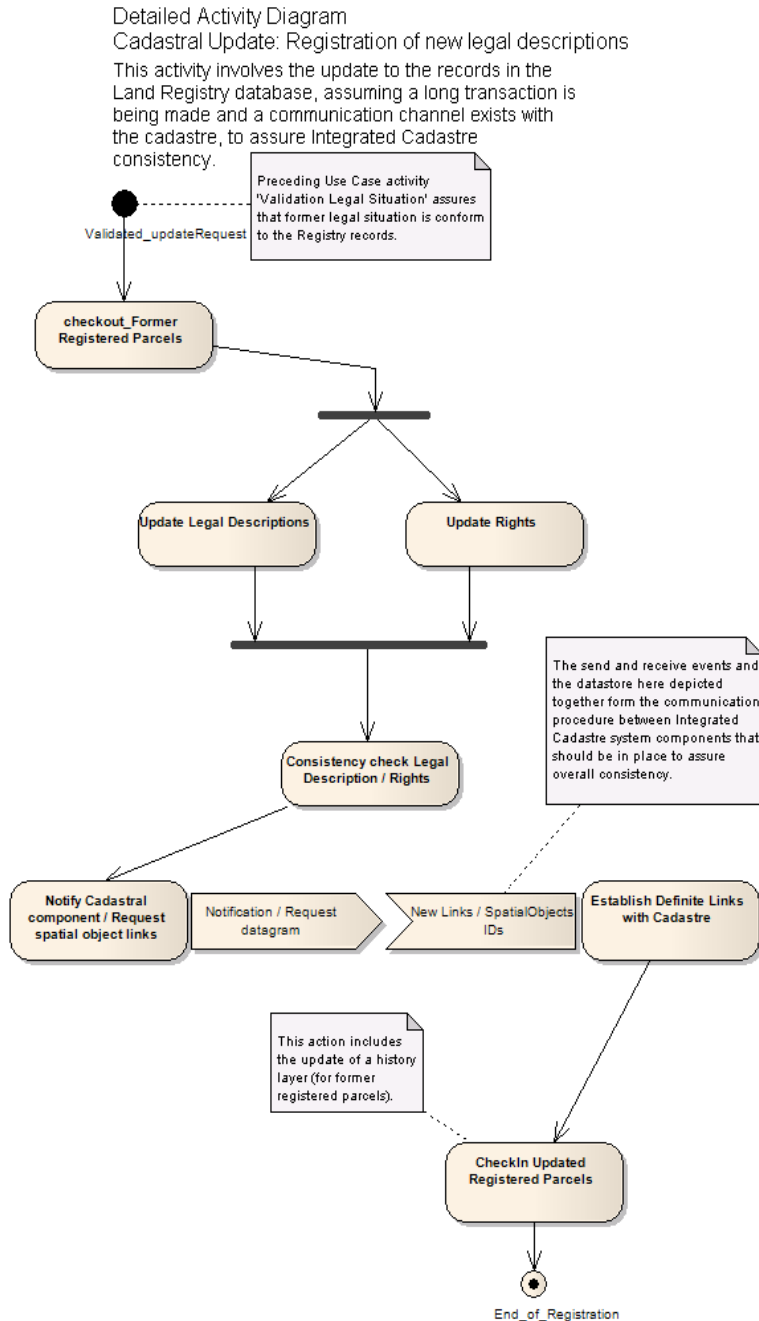 Detailed Activity Diagram
Cadastral Update: Registration of new legal descriptions
This activity involves the update to the records in the
Land Registry database, assuming a long transaction is
being made and a communication channel exists with
the cadastre, to assure Integrated Cadastre
consistency.
Preceding Use Case activity
'Validation Legal Situation' assures
that former legal situation is conform
to the Registry records.
Validated_updateRequest
checkout_Former
Registered Parcels
Update Legal Descriptions
Update Rights
The send and receive events and
the datastore here depicted
together form the communication
procedure between Integrated
Cadastre system components that
should be in place to assure
overall consistency.
Consistency check Legal
Description / Rights
Notify Cadastral
component / Request
spatial object links
Notification / Request
datagram
New Links / SpatialObjects
IDs
Establish Definite Links
with Cadastre
This action includes
the update of a history
layer (for former
registered parcels).
CheckIn Updated
Registered Parcels
End_of_Registration